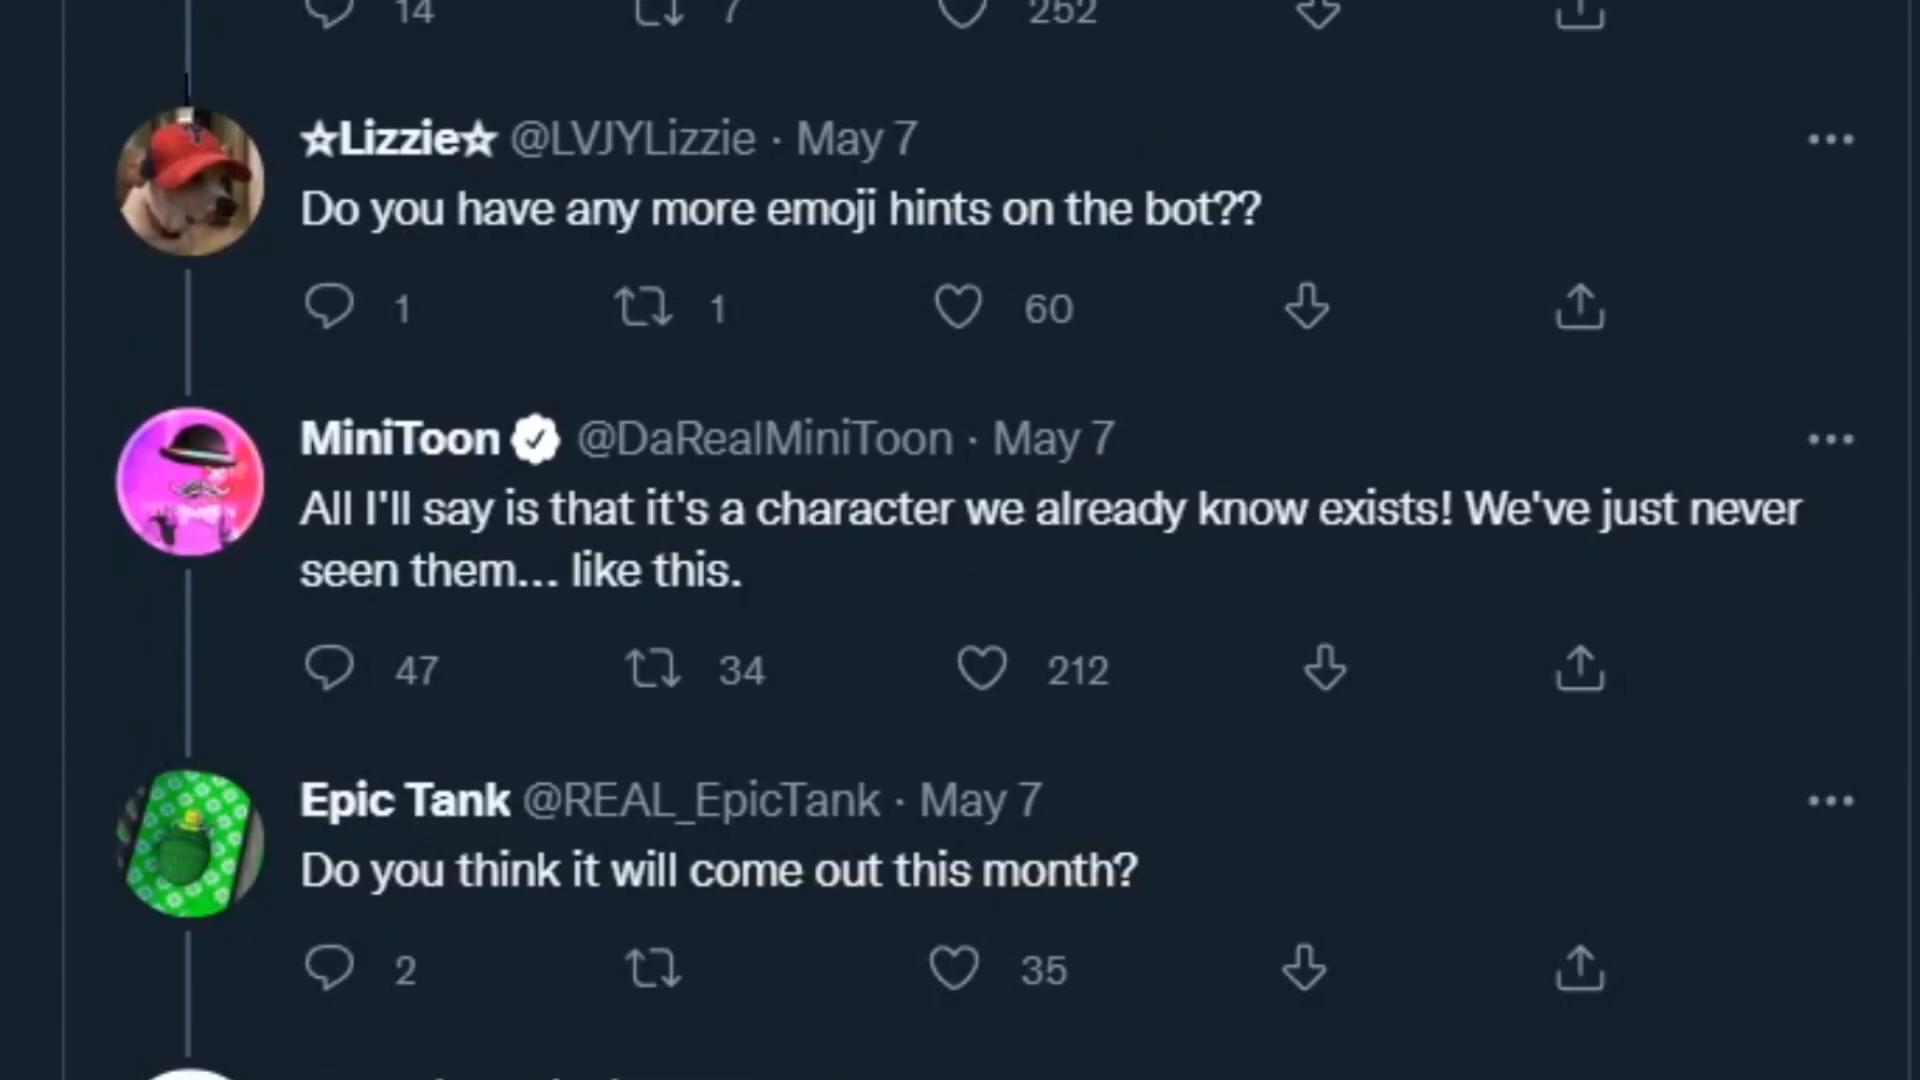 14 7 252
☆Lizzie☆ @LVJYLizzie · May 7
Do you have any more emoji hints on the bot??
1 1 60
MiniToon @DaRealMiniToon · May 7
All I'll say is that it's a character we already know exists! We've just never
seen them... like this.
47 34 212
Epic Tank @REAL_EpicTank · May 7
Do you think it will come out this month?
2 35